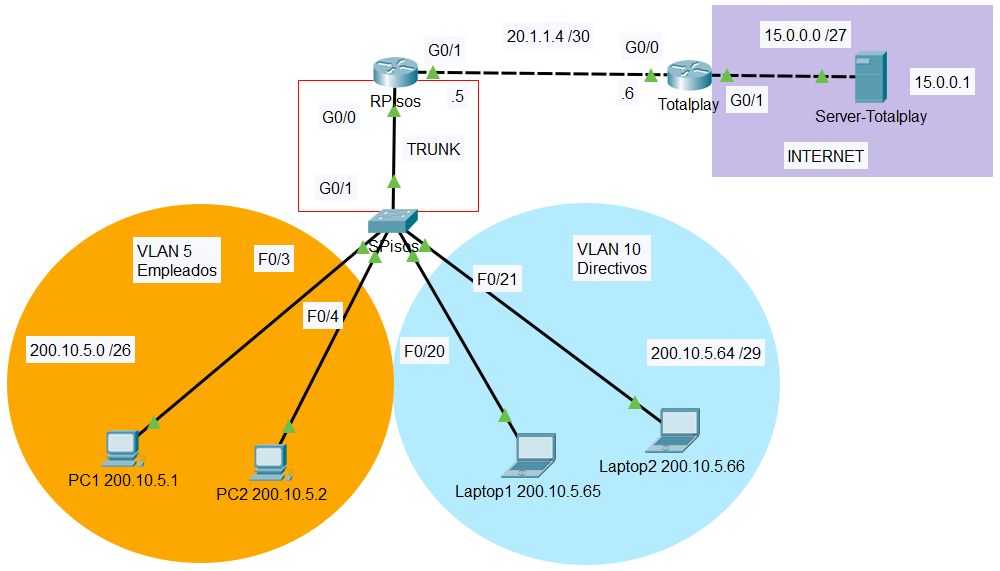 20.1.1.4 /30
15.0.0.0 /27
G0/1
G0/0
15.0.0.1
RPisos
.5
.6
Totalplay
G0/1
Server-Totalplay
G0/0
TRUNK
INTERNET
G0/1
SPisos
VLAN 5
Empleados
F0/3
VLAN 10
Directivos
F0/21
F0/4
200.10.5.0 /26
F0/20
200.10.5.64 /29
PC1 200.10.5.1
PC2 200.10.5.2
Laptop1 200.10.5.65
Laptop2 200.10.5.66